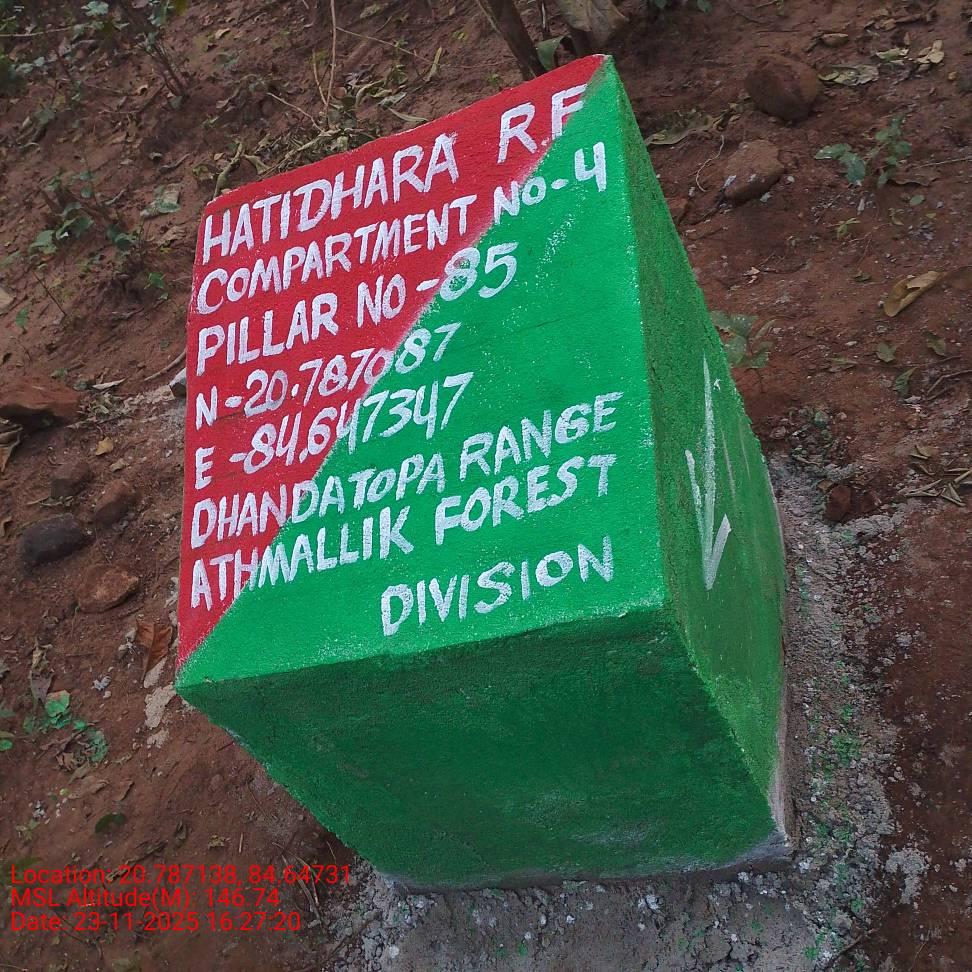 HATIDHARA R.F
COMPARTMENT NO-4
PILLAR NO-85
N-20.787087
E-84.647347
DHANDATOPA RANGE
ATHMALLIK FOREST
DIVISION
Location: 20.787138, 84.64731
MSL Altitude(M): 146.74
Date: 23-11-2025 16:27:20